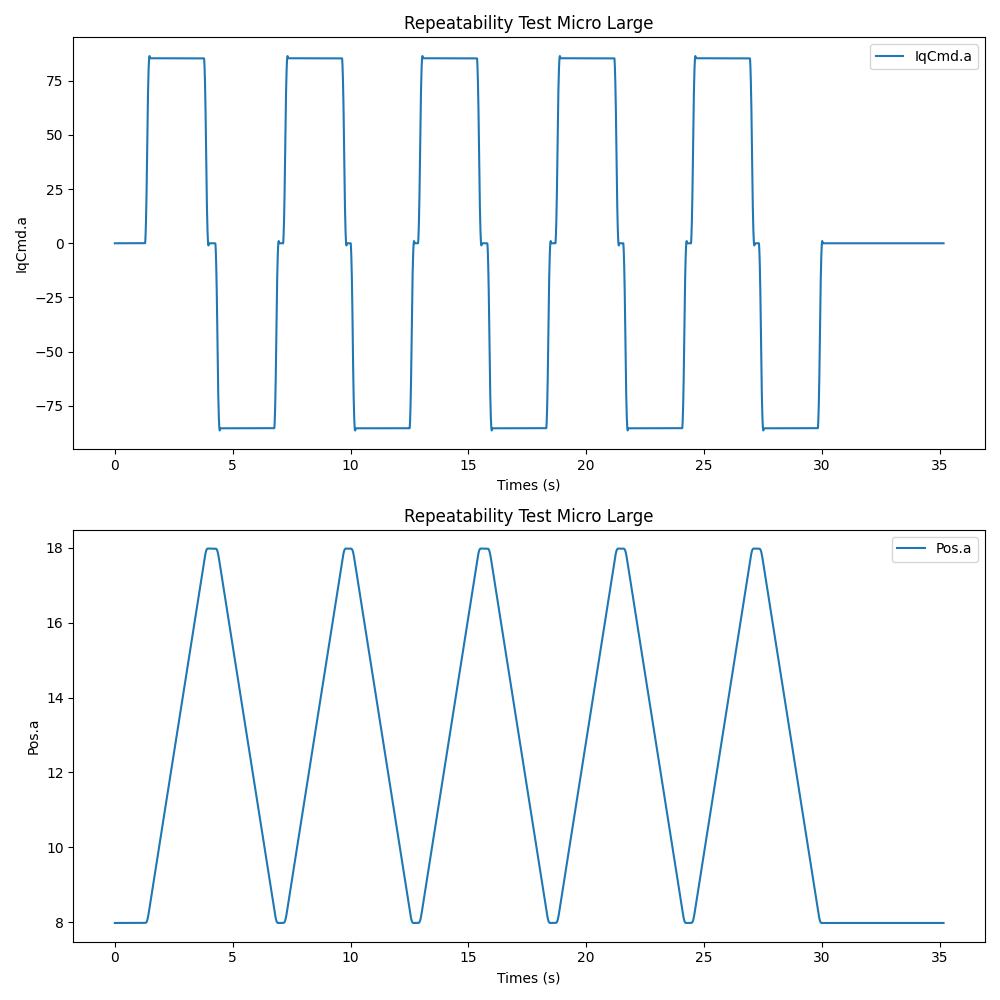 Repeatability Test Micro Large
IqCmd.a
75
50
25
0
−25
−50
−75
IqCmd.a
0 5 10 15 20 25 30 35
Times (s)
Repeatability Test Micro Large
Pos.a
18
16
14
12
10
8
Pos.a
0 5 10 15 20 25 30 35
Times (s)